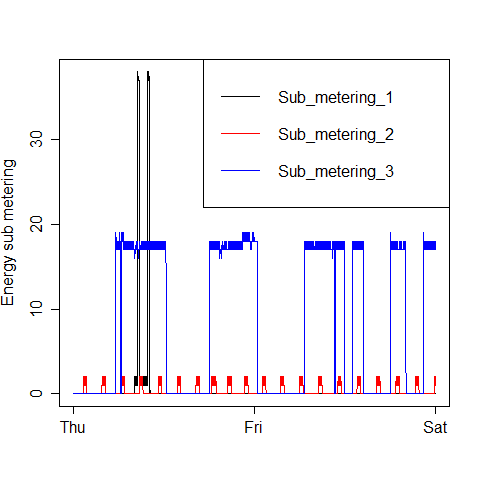 Sub_metering_1
Sub_metering_2
Sub_metering_3
Energy sub metering
30
20
10
0
Thu Fri Sat